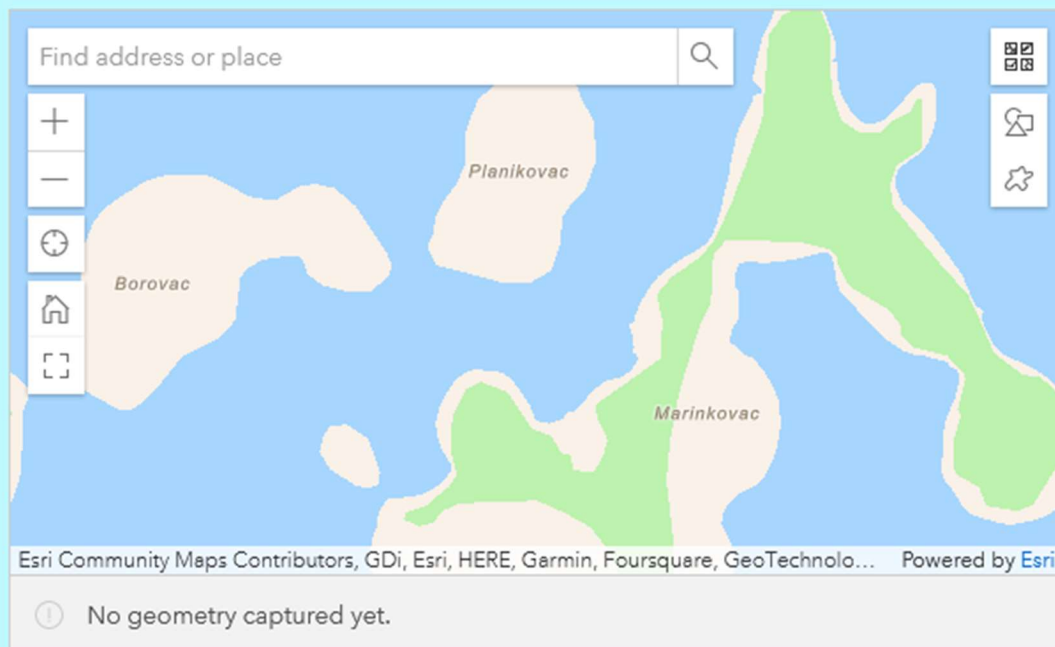 Find address or place
Planikovac
Borovac
Marinkovac
Esri Community Maps Contributors, GDi, Esri, HERE, Garmin, Foursquare, GeoTechnolo... Powered by Esri
No geometry captured yet.